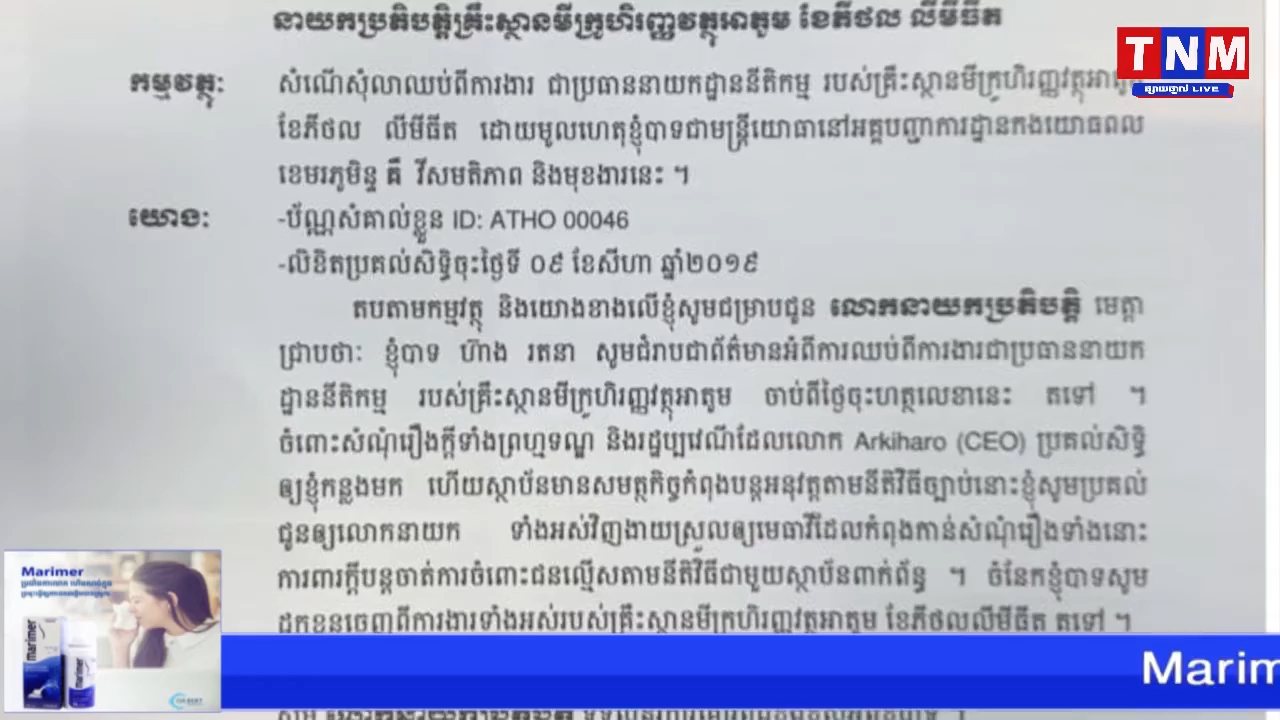 នាយកប្រតិបត្តិគ្រឹះស្ថានមីក្រូហិរញ្ញវត្ថុអាតូម ខែភីថល លីមីធីត
TNM
ផ្សាយផ្ទាល់ LIVE
កម្មវត្ថុៈ សំណើសុំលាឈប់ពីការងារ ជាប្រធាននាយកដ្ឋាននីតិកម្ម របស់គ្រឹះស្ថានមីក្រូហិរញ្ញវត្ថុអាតូម
ខែភីថល លីមីធីត ដោយមូលហេតុខ្ញុំបាទជាមន្ត្រីយោធានៅអគ្គបញ្ជាការដ្ឋានកងយោធពល
ខេមរភូមិន្ទ គឺ វីសមតិភាព និងមុខងារនេះ ។
យោងៈ -ប័ណ្ណសំគាល់ខ្លួន ID: ATHO 00046
-លិខិតប្រគល់សិទ្ធិចុះថ្ងៃទី ០៩ ខែសីហា ឆ្នាំ២០១៩
តបតាមកម្មវត្ថុ និងយោងខាងលើខ្ញុំសូមជម្រាបជូន លោកនាយកប្រតិបត្តិ មេត្តា
ជ្រាបថាៈ ខ្ញុំបាទ ហ៊ាង រតនា សូមជំរាបជាព័ត៌មានអំពីការឈប់ពីការងារជាប្រធាននាយក
ដ្ឋាននីតិកម្ម របស់គ្រឹះស្ថានមីក្រូហិរញ្ញវត្ថុអាតូម ចាប់ពីថ្ងៃចុះហត្ថលេខានេះ តទៅ ។
ចំពោះសំណុំរឿងក្តីទាំងព្រហ្មទណ្ឌ និងរដ្ឋប្បវេណីដែលលោក Arkiharo (CEO) ប្រគល់សិទ្ធិ
ឲ្យខ្ញុំកន្លងមក ហើយស្ថាប័នមានសមត្ថកិច្ចកំពុងបន្តអនុវត្តតាមនីតិវិធីច្បាប់នោះខ្ញុំសូមប្រគល់
ជូនឲ្យលោកនាយក ទាំងអស់វិញងាយស្រួលឲ្យមេធាវីដែលកំពុងកាន់សំណុំរឿងទាំងនោះ
ការពារក្តីបន្តចាត់ការចំពោះជនល្មើសតាមនីតិវិធីជាមួយស្ថាប័នពាក់ព័ន្ធ ។ ចំនែកខ្ញុំបាទសូម
ដកខ្លួនចេញពីការងារទាំងអស់របស់គ្រឹះស្ថានមីក្រូហិរញ្ញវត្ថុអាតូម ខែភីថលលីមីធីត តទៅ ។
Marimer
marimer
marimer
Marim